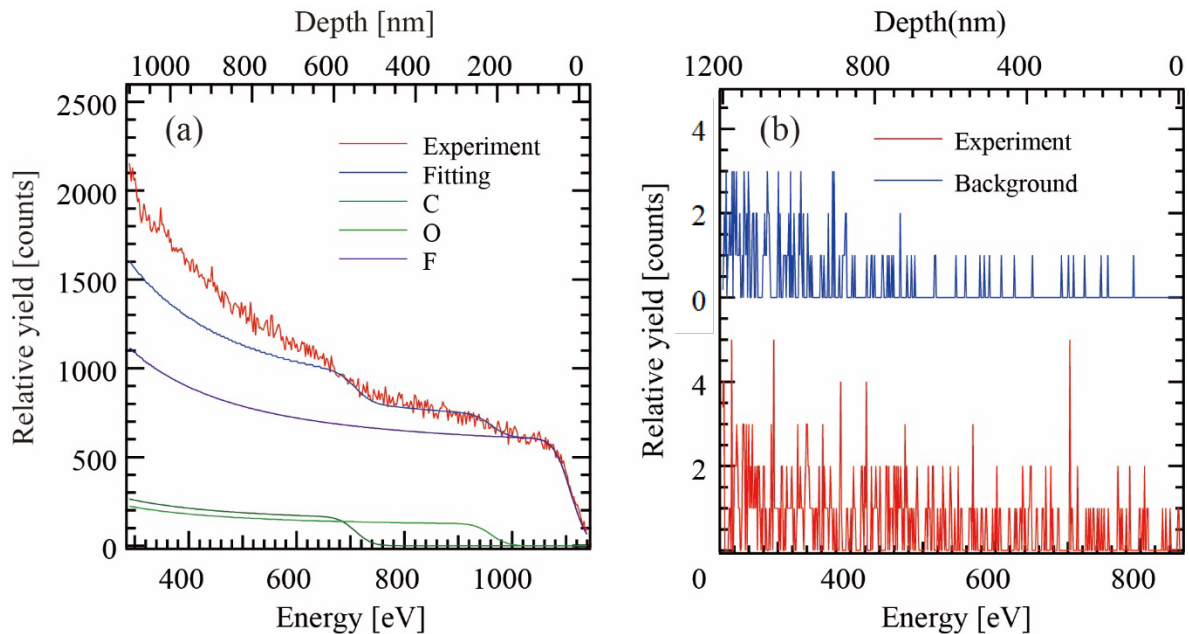 Depth [nm]
1000 800 600 400 200 0
(a)
Experiment
Fitting
C
O
F
2500
2000
1500
1000
500
0
Relative yield [counts]
400 600 800 1000
Energy [eV]
Depth(nm)
1200 800 400 0
(b)
Experiment
Background
4
2
0
4
2
0
Relative yield [counts]
400 600 800
Energy [eV]